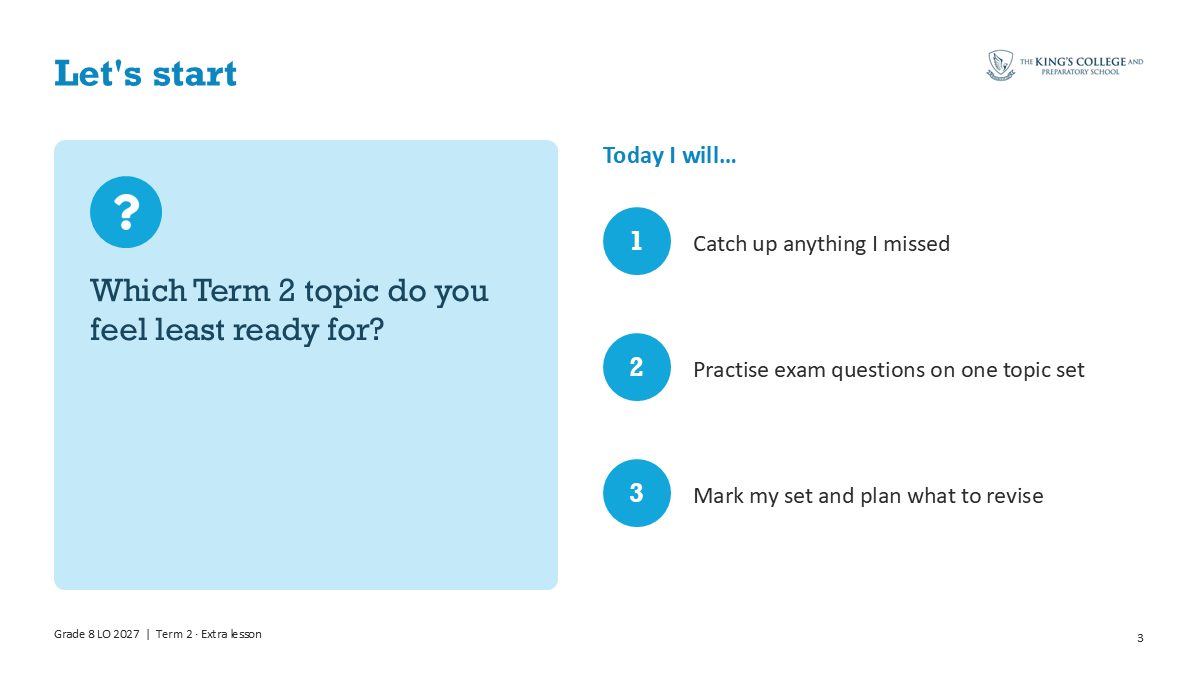 Let's start
THE KING'S COLLEGE AND
PREPARATORY SCHOOL
?
Which Term 2 topic do you
feel least ready for?
Today I will...
1
Catch up anything I missed
2
Practise exam questions on one topic set
3
Mark my set and plan what to revise
Grade 8 LO 2027 | Term 2 · Extra lesson
3